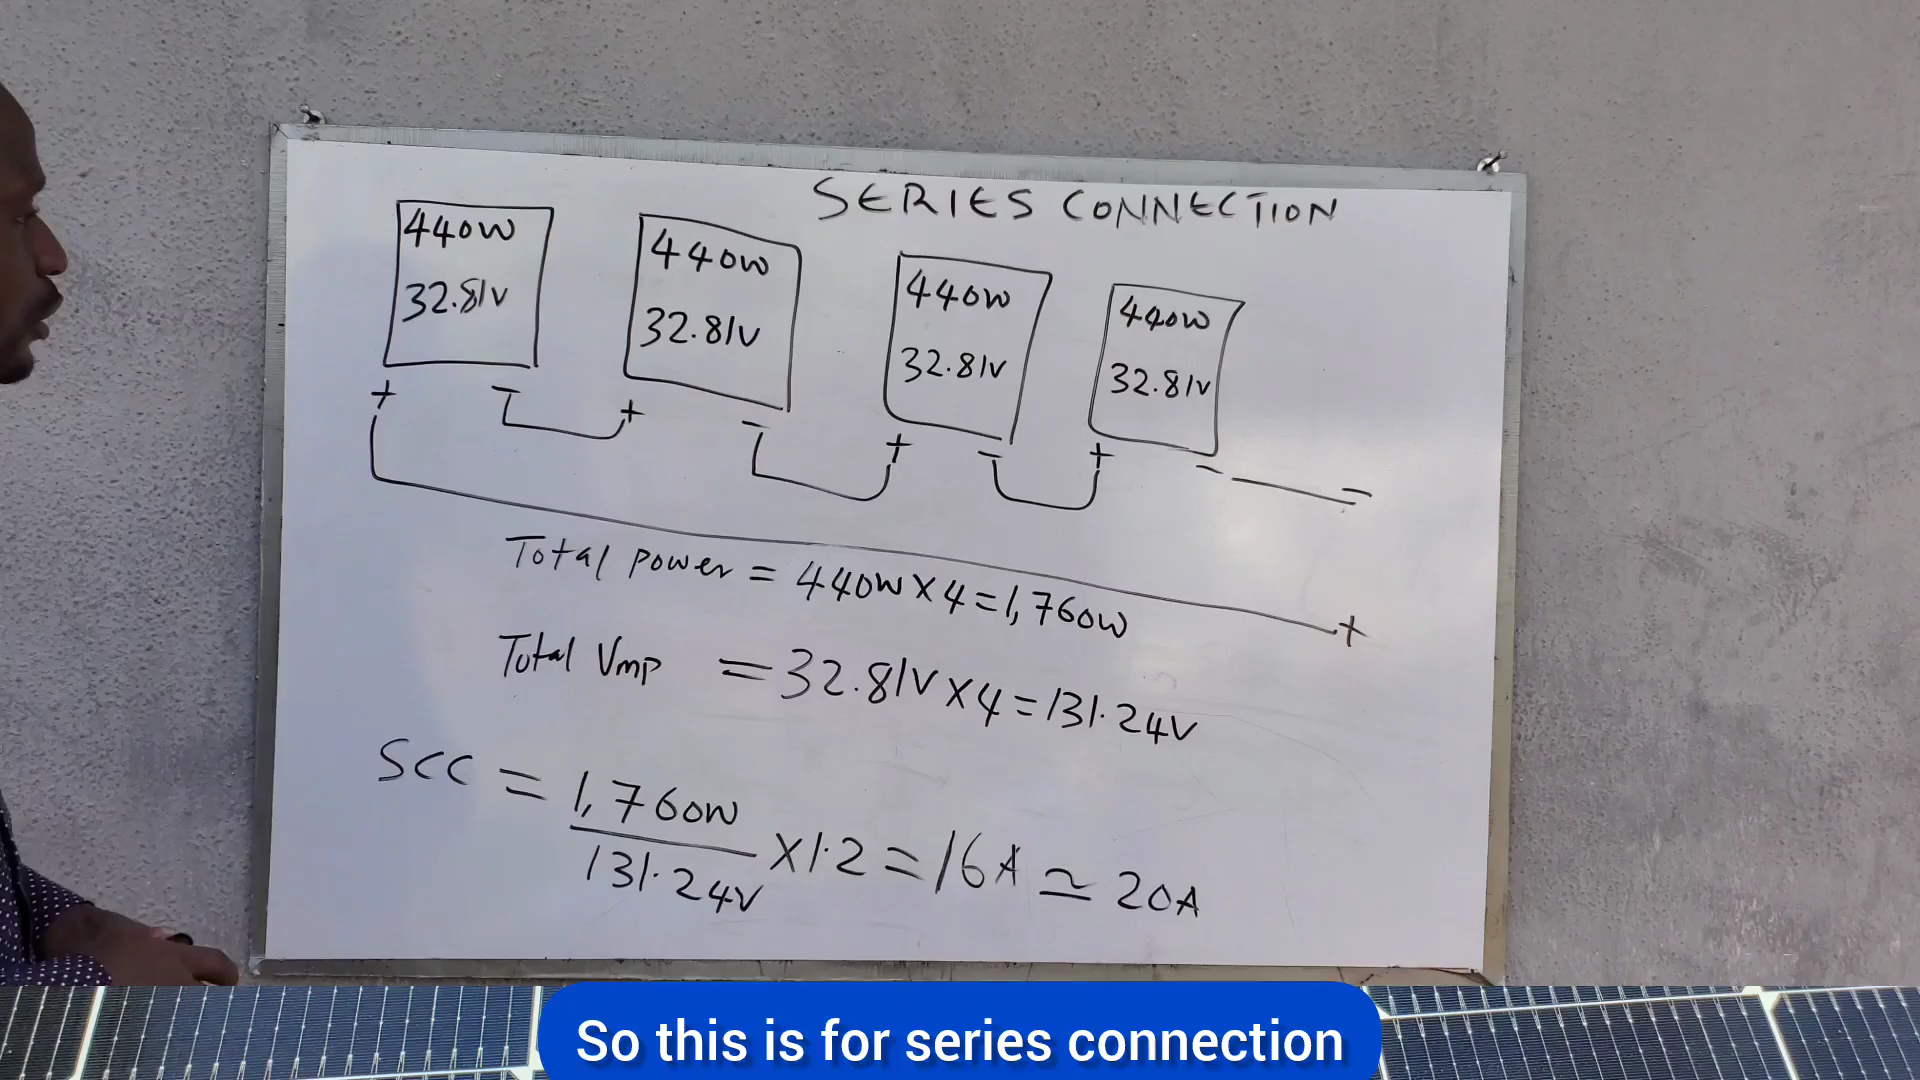 SERIES CONNECTION
440W
32.81V
440W
32.81V
440W
32.81V
440W
32.81V
+ − + − + − + − =
Total power = 440W X 4 = 1,760W
+
Total Vmp = 32.81V X 4 = 131.24V
SCC = 1,760W / 131.24V X 1.2 = 16A ≃ 20A
So this is for series connection